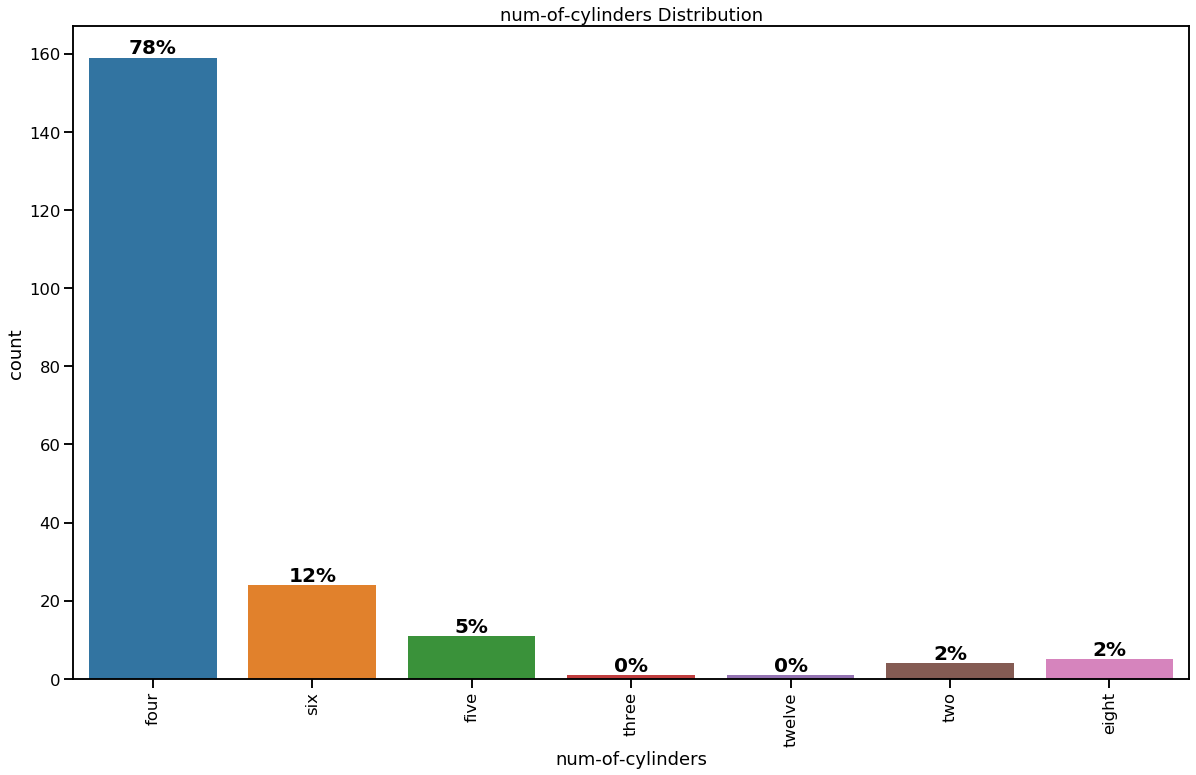 num-of-cylinders Distribution
count
160
140
120
100
80
60
40
20
0
78%
12%
5%
0%
0%
2%
2%
four
six
five
three
twelve
two
eight
num-of-cylinders